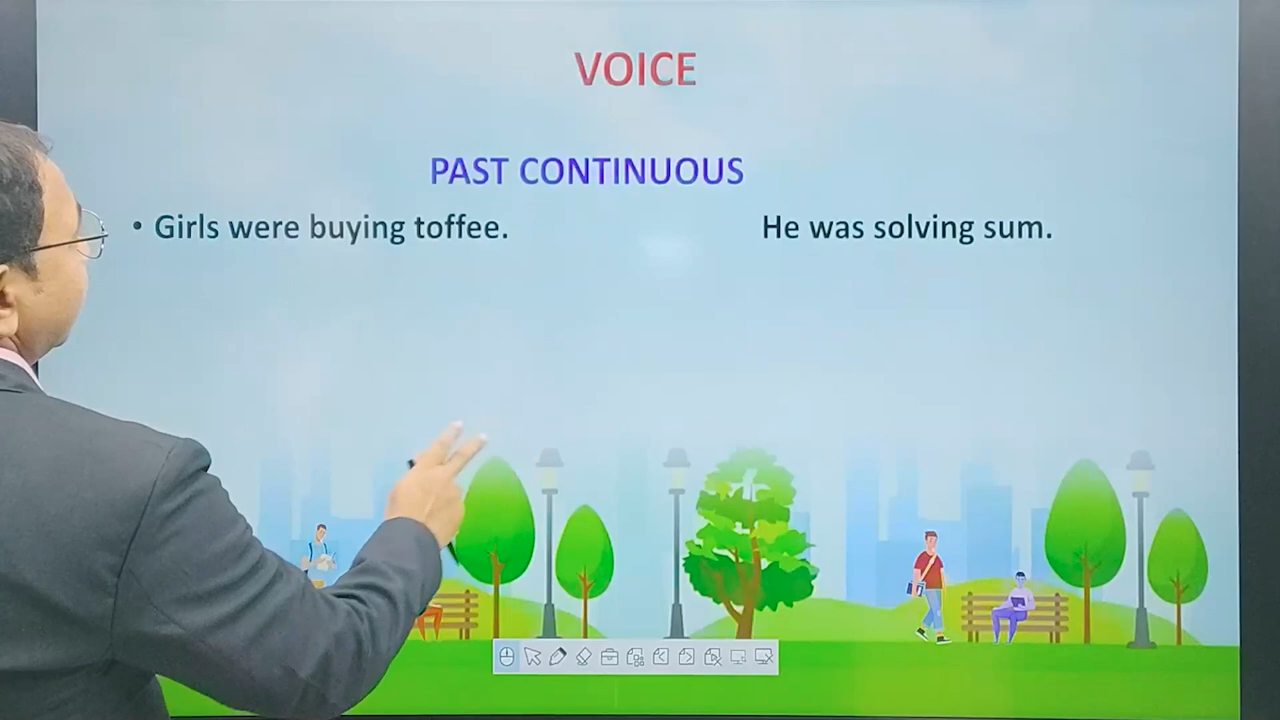 VOICE
PAST CONTINUOUS
• Girls were buying toffee. He was solving sum.